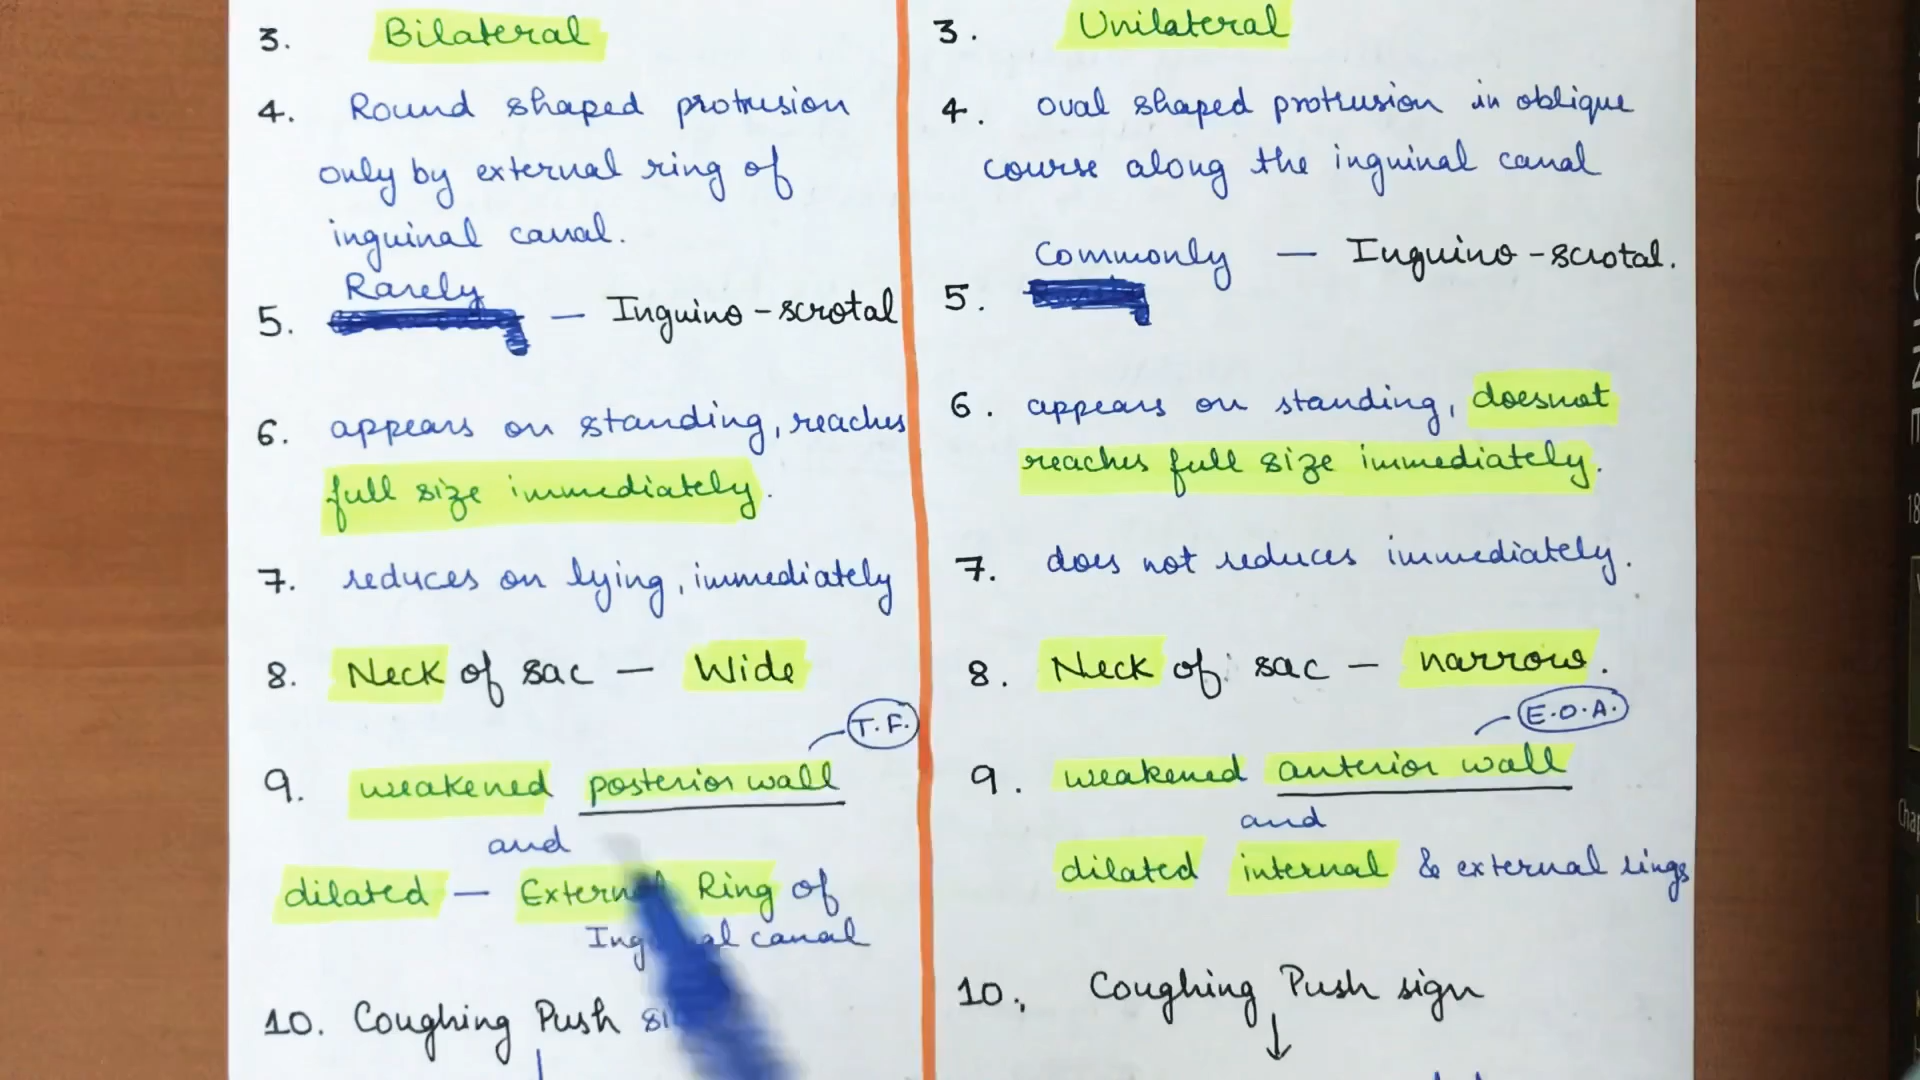 3. Bilateral
4. Round shaped protrusion
only by external ring of
inguinal canal.
Rarely
5. — Inguino-scrotal
6. appears on standing, reaches
full size immediately.
7. reduces on lying, immediately
8. Neck of sac — Wide
T.F.
9. weakened posterior wall
and
dilated — External Ring of
canal
10. Coughing Push
3. Unilateral
4. oval shaped protrusion in oblique
course along the inguinal canal
Commonly — Inguino-scrotal.
5.
6. appears on standing, doesnot
reaches full size immediately.
7. does not reduces immediately.
8. Neck of sac — narrow.
E.O.A.
9. weakened anterior wall
and
dilated internal & external rings
10. Coughing Push sign
↓